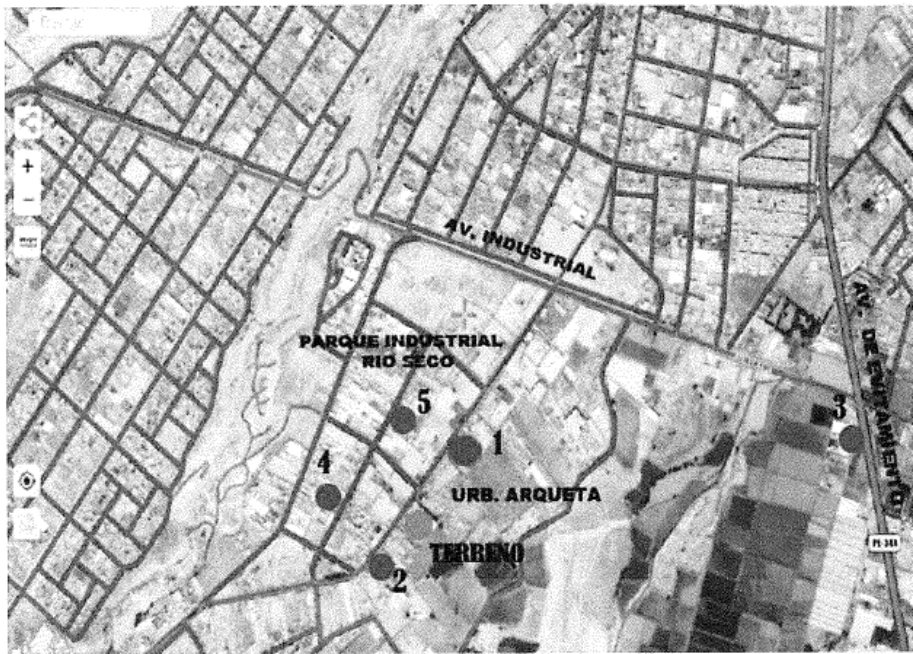 Buscar
+
−
AV. INDUSTRIAL
PARQUE INDUSTRIAL
RIO SECO
AV. DE EVITAMIENTO
5
3
1
4
URB. ARQUETA
TERRENO
PE-34A
2